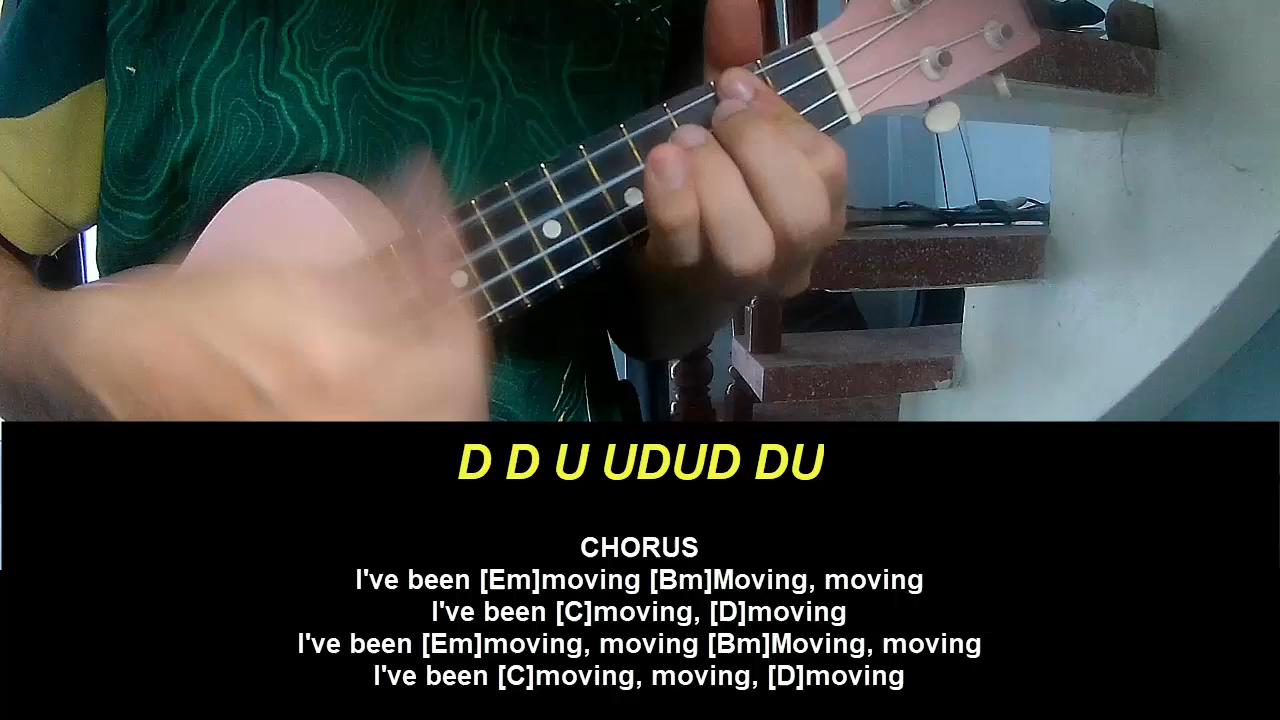 D D U UDUD DU
CHORUS
I've been [Em]moving [Bm]Moving, moving
I've been [C]moving, [D]moving
I've been [Em]moving, moving [Bm]Moving, moving
I've been [C]moving, moving, [D]moving